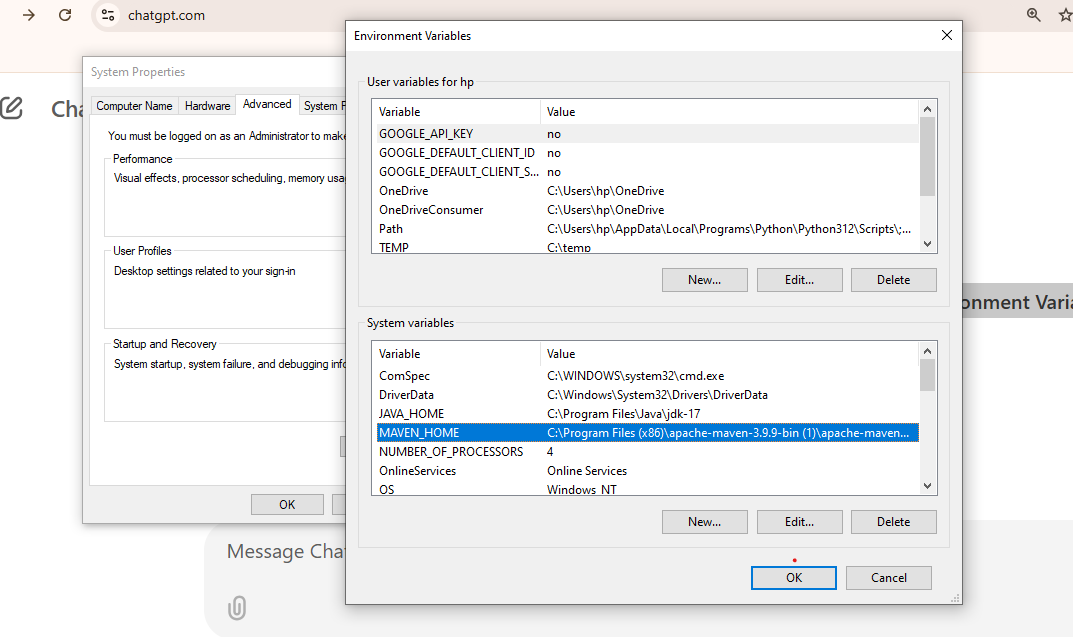 chatgpt.com
Cha
System Properties
Computer Name Hardware Advanced System P
You must be logged on as an Administrator to make
Performance
Visual effects, processor scheduling, memory usa
User Profiles
Desktop settings related to your sign-in
Startup and Recovery
System startup, system failure, and debugging info
OK
Environment Variables
User variables for hp
Variable Value
GOOGLE_API_KEY no
GOOGLE_DEFAULT_CLIENT_ID no
GOOGLE_DEFAULT_CLIENT_S... no
OneDrive C:\Users\hp\OneDrive
OneDriveConsumer C:\Users\hp\OneDrive
Path C:\Users\hp\AppData\Local\Programs\Python\Python312\Scripts\;...
TEMP C:\temp
New... Edit... Delete
System variables
Variable Value
ComSpec C:\WINDOWS\system32\cmd.exe
DriverData C:\Windows\System32\Drivers\DriverData
JAVA_HOME C:\Program Files\Java\jdk-17
MAVEN_HOME C:\Program Files (x86)\apache-maven-3.9.9-bin (1)\apache-maven...
NUMBER_OF_PROCESSORS 4
OnlineServices Online Services
OS Windows_NT
New... Edit... Delete
OK Cancel
onment Varia
Message Chat